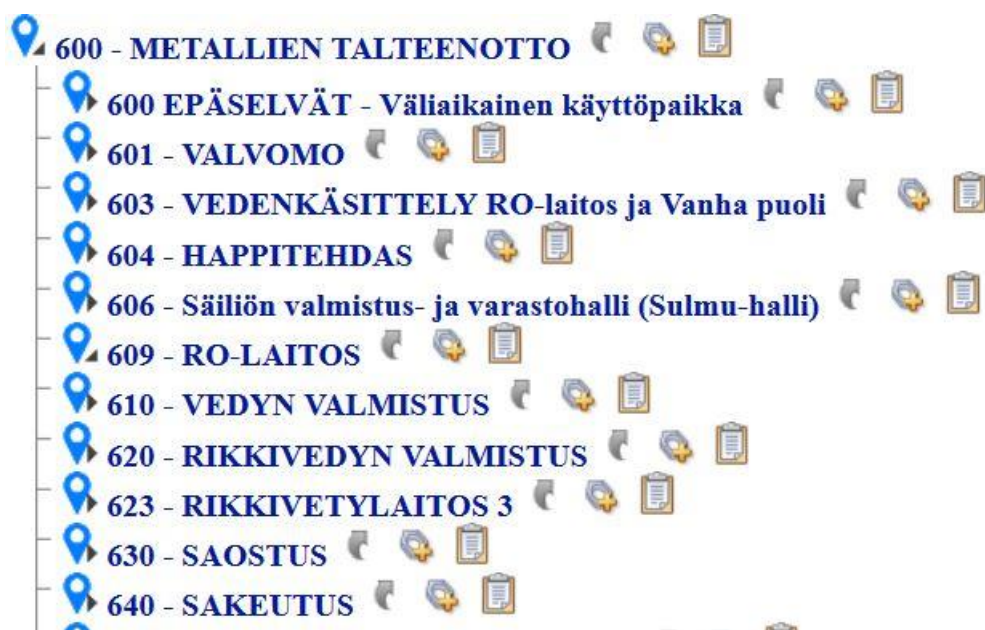 600 - METALLIEN TALTEENOTTO
600 EPÄSELVÄT - Väliaikainen käyttöpaikka
601 - VALVOMO
603 - VEDENKÄSITTELY RO-laitos ja Vanha puoli
604 - HAPPITEHDAS
606 - Säiliön valmistus- ja varastohalli (Sulmu-halli)
609 - RO-LAITOS
610 - VEDYN VALMISTUS
620 - RIKKIVEDYN VALMISTUS
623 - RIKKIVETYLAITOS 3
630 - SAOSTUS
640 - SAKEUTUS